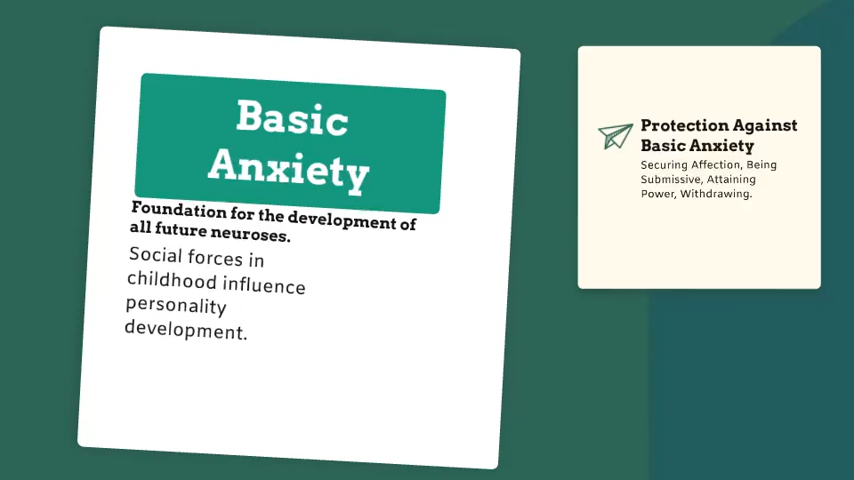 Basic
Anxiety
Foundation for the development of
all future neuroses.
Social forces in
childhood influence
personality
development.
Protection Against
Basic Anxiety
Securing Affection, Being
Submissive, Attaining
Power, Withdrawing.